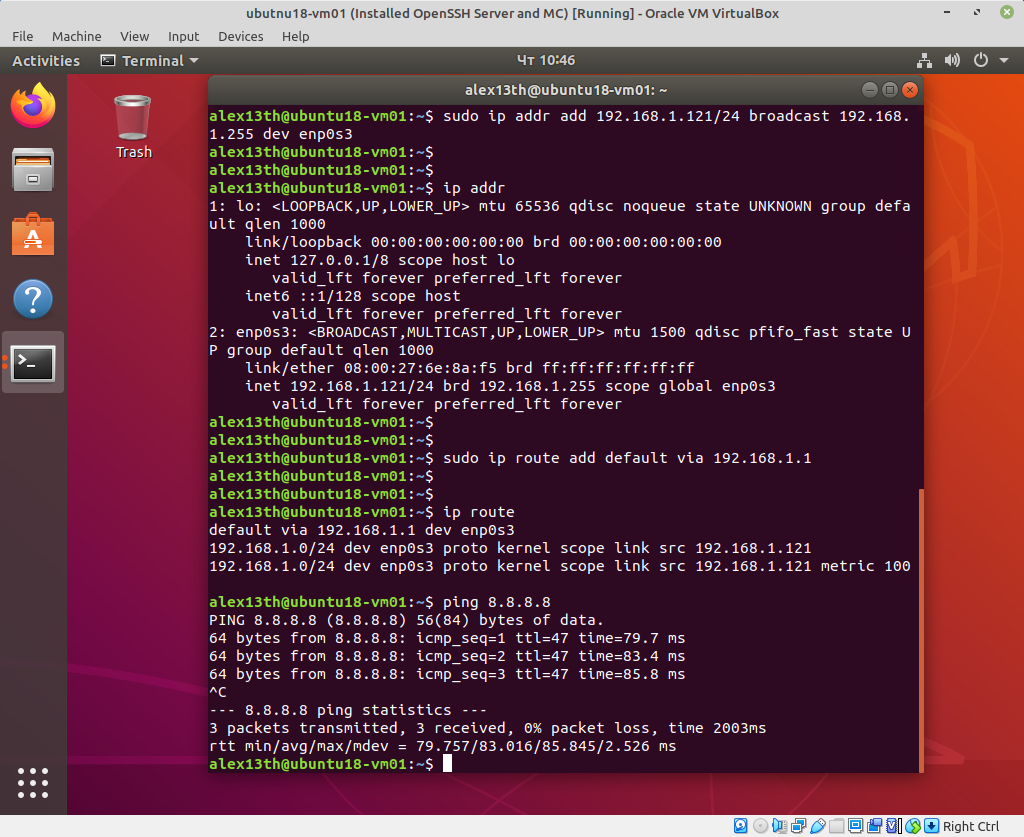 ubutnu18-vm01 (Installed OpenSSH Server and MC) [Running] - Oracle VM VirtualBox
File Machine View Input Devices Help
Activities Terminal Чт 10:46
Trash
alex13th@ubuntu18-vm01: ~
alex13th@ubuntu18-vm01:~$ sudo ip addr add 192.168.1.121/24 broadcast 192.168.
1.255 dev enp0s3
alex13th@ubuntu18-vm01:~$
alex13th@ubuntu18-vm01:~$
alex13th@ubuntu18-vm01:~$ ip addr
1: lo: <LOOPBACK,UP,LOWER_UP> mtu 65536 qdisc noqueue state UNKNOWN group defa
ult qlen 1000
    link/loopback 00:00:00:00:00:00 brd 00:00:00:00:00:00
    inet 127.0.0.1/8 scope host lo
       valid_lft forever preferred_lft forever
    inet6 ::1/128 scope host
       valid_lft forever preferred_lft forever
2: enp0s3: <BROADCAST,MULTICAST,UP,LOWER_UP> mtu 1500 qdisc pfifo_fast state U
P group default qlen 1000
    link/ether 08:00:27:6e:8a:f5 brd ff:ff:ff:ff:ff:ff
    inet 192.168.1.121/24 brd 192.168.1.255 scope global enp0s3
       valid_lft forever preferred_lft forever
alex13th@ubuntu18-vm01:~$
alex13th@ubuntu18-vm01:~$
alex13th@ubuntu18-vm01:~$ sudo ip route add default via 192.168.1.1
alex13th@ubuntu18-vm01:~$
alex13th@ubuntu18-vm01:~$
alex13th@ubuntu18-vm01:~$ ip route
default via 192.168.1.1 dev enp0s3
192.168.1.0/24 dev enp0s3 proto kernel scope link src 192.168.1.121
192.168.1.0/24 dev enp0s3 proto kernel scope link src 192.168.1.121 metric 100
alex13th@ubuntu18-vm01:~$ ping 8.8.8.8
PING 8.8.8.8 (8.8.8.8) 56(84) bytes of data.
64 bytes from 8.8.8.8: icmp_seq=1 ttl=47 time=79.7 ms
64 bytes from 8.8.8.8: icmp_seq=2 ttl=47 time=83.4 ms
64 bytes from 8.8.8.8: icmp_seq=3 ttl=47 time=85.8 ms
^C
--- 8.8.8.8 ping statistics ---
3 packets transmitted, 3 received, 0% packet loss, time 2003ms
rtt min/avg/max/mdev = 79.757/83.016/85.845/2.526 ms
alex13th@ubuntu18-vm01:~$
Right Ctrl